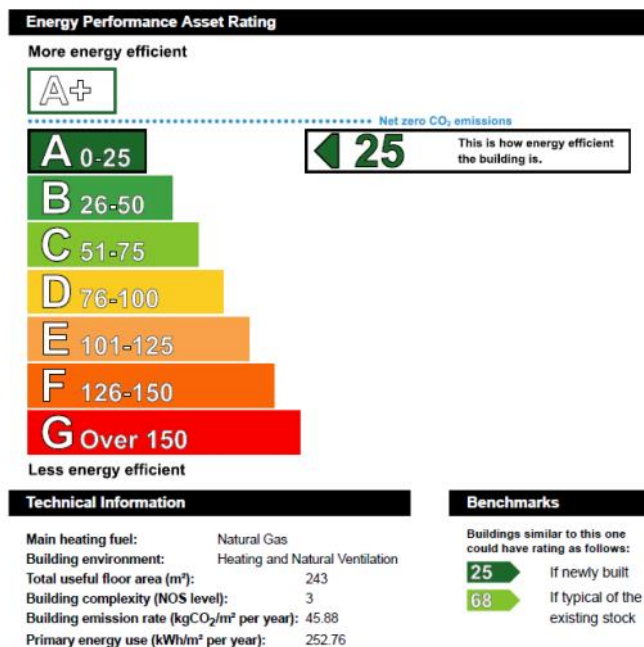 Energy Performance Asset Rating
More energy efficient
A+
Net zero CO₂ emissions
A 0-25
25
This is how energy efficient
the building is.
B 26-50
C 51-75
D 76-100
E 101-125
F 126-150
G Over 150
Less energy efficient
Technical Information
Main heating fuel: Natural Gas
Building environment: Heating and Natural Ventilation
Total useful floor area (m²): 243
Building complexity (NOS level): 3
Building emission rate (kgCO₂/m² per year): 45.88
Primary energy use (kWh/m² per year): 252.76
Benchmarks
Buildings similar to this one
could have rating as follows:
25 If newly built
68 If typical of the
existing stock